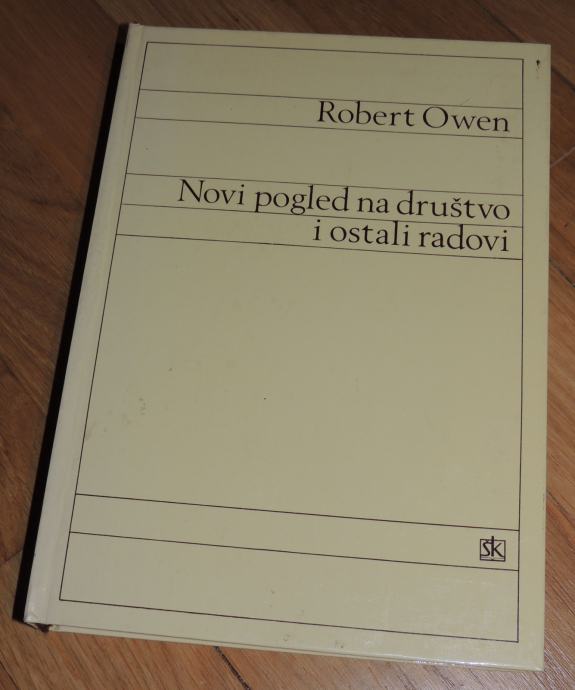 Robert Owen
Novi pogled na društvo
i ostali radovi
ŠK